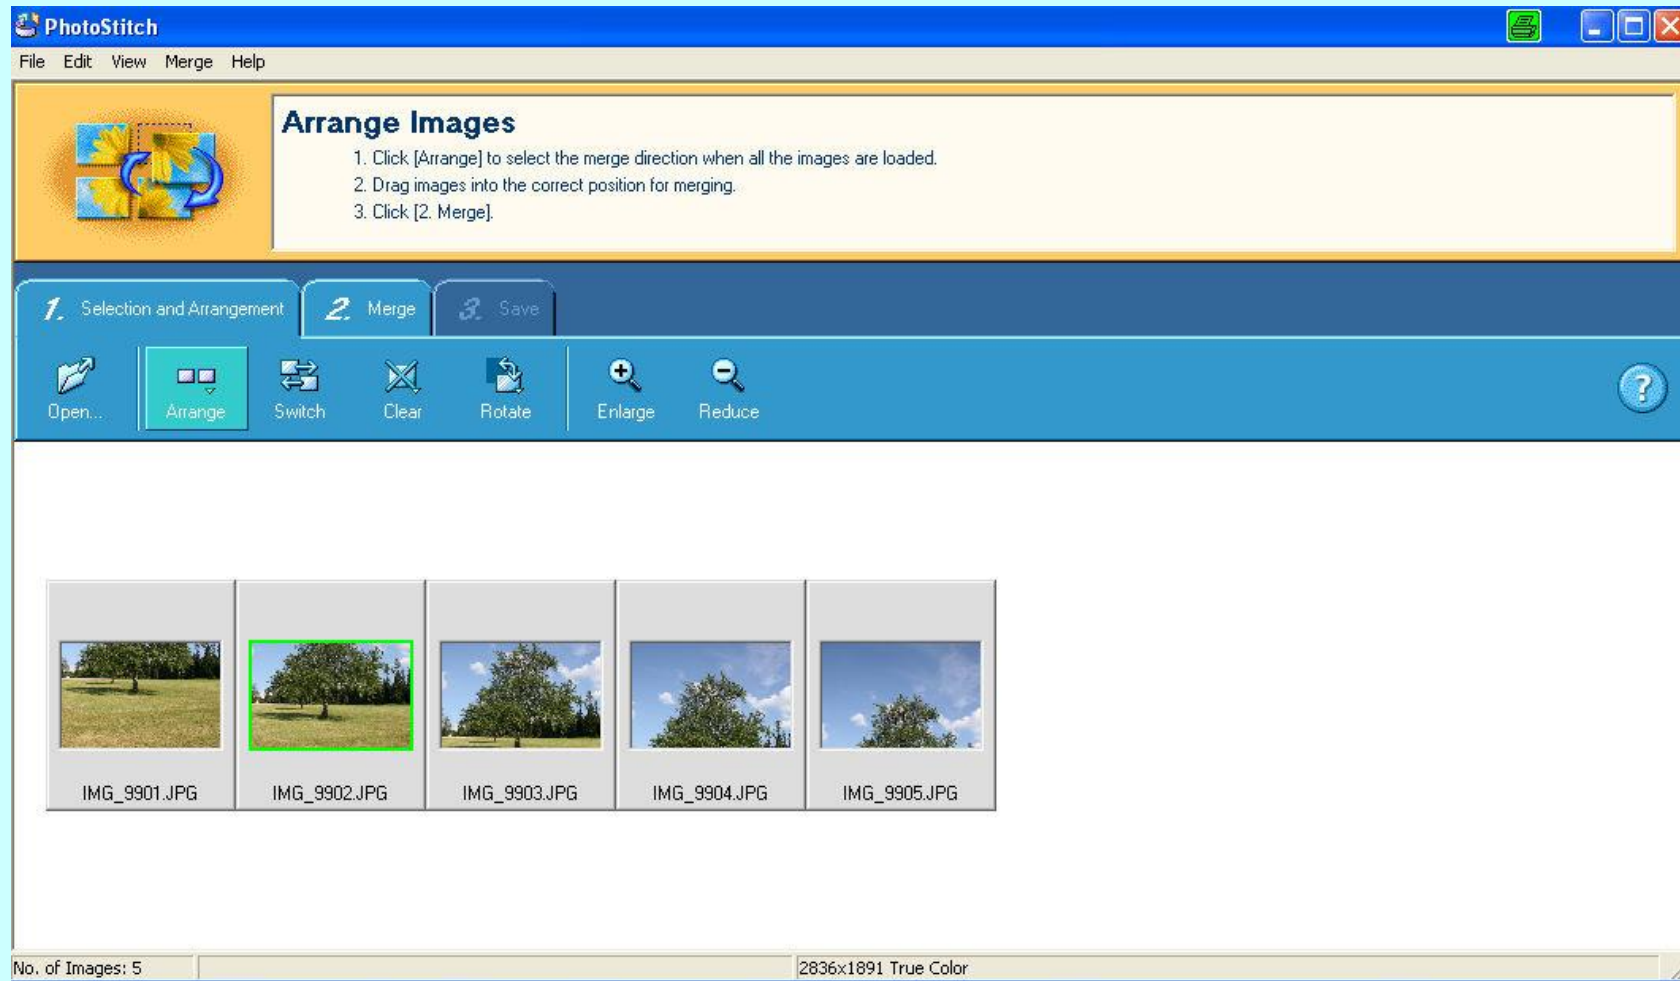 PhotoStitch
File Edit View Merge Help
Arrange Images
1. Click [Arrange] to select the merge direction when all the images are loaded.
2. Drag images into the correct position for merging.
3. Click [2. Merge].
1. Selection and Arrangement 2. Merge 3. Save
Open... Arrange Switch Clear Rotate Enlarge Reduce ?
IMG_9901.JPG IMG_9902.JPG IMG_9903.JPG IMG_9904.JPG IMG_9905.JPG
No. of Images: 5 2836x1891 True Color